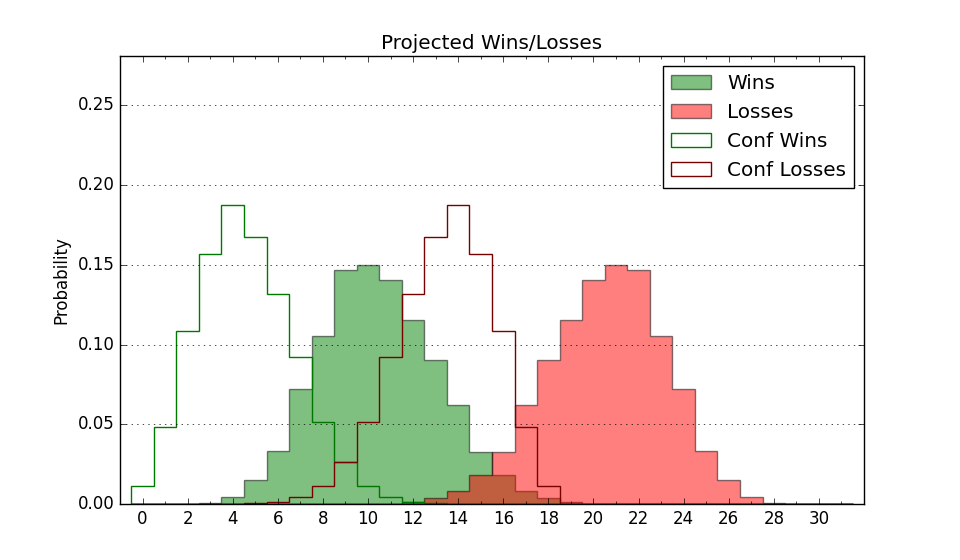 Projected Wins/Losses
Wins
Losses
Conf Wins
Conf Losses
Probability
0.25
0.20
0.15
0.10
0.05
0.00
0 2 4 6 8 10 12 14 16 18 20 22 24 26 28 30